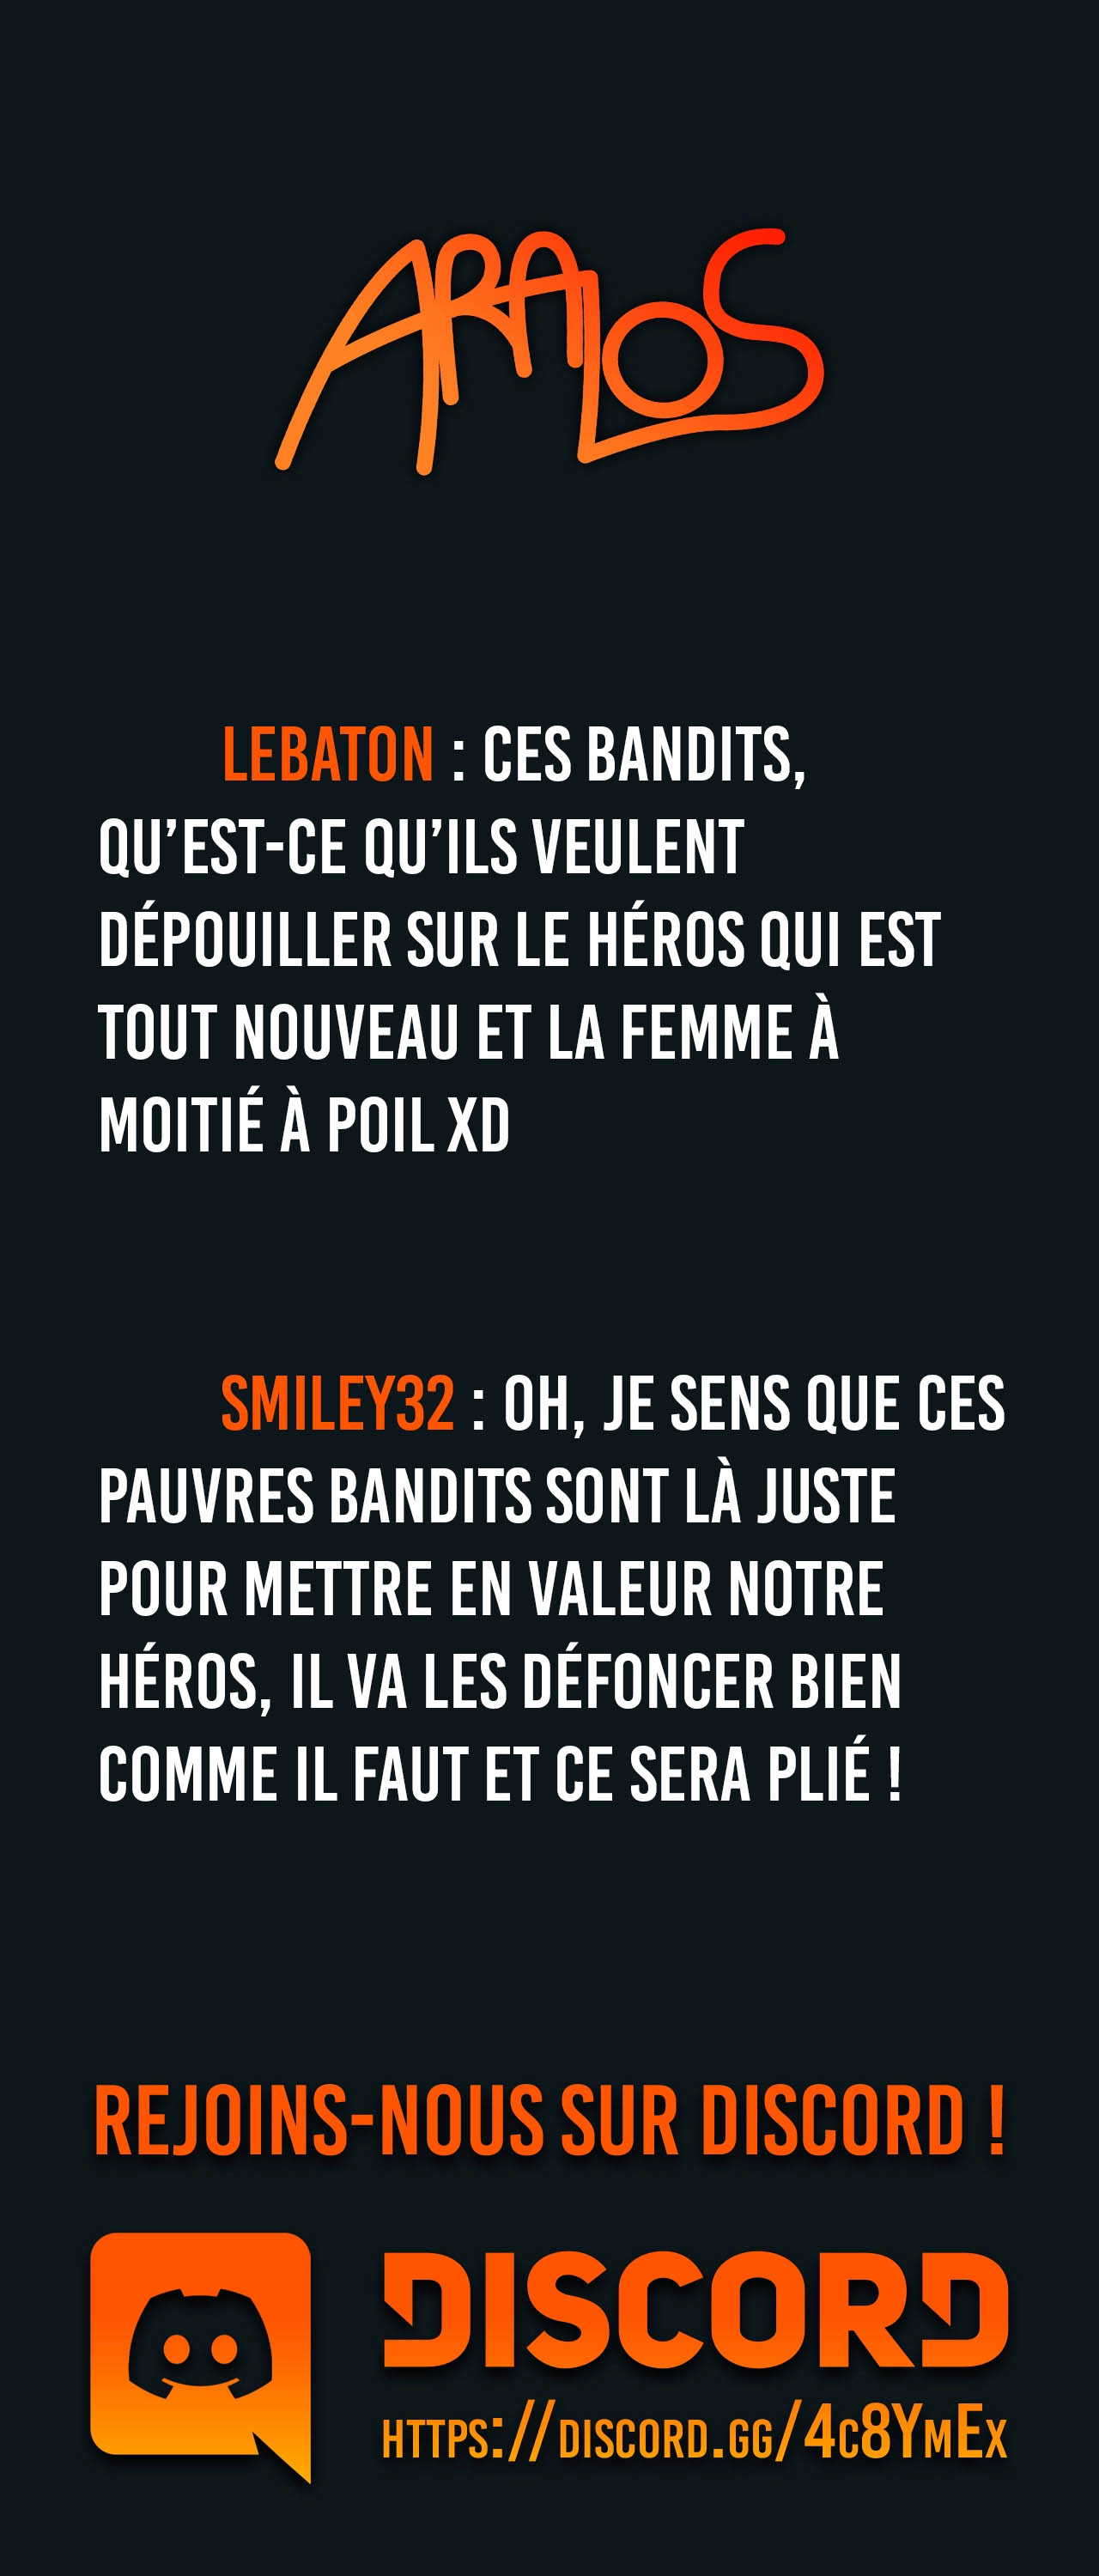 ARALOS
LEBATON : CES BANDITS,
QU’EST-CE QU’ILS VEULENT
DÉPOUILLER SUR LE HÉROS QUI EST
TOUT NOUVEAU ET LA FEMME À
MOITIÉ À POIL XD
SMILEY32 : OH, JE SENS QUE CES
PAUVRES BANDITS SONT LÀ JUSTE
POUR METTRE EN VALEUR NOTRE
HÉROS, IL VA LES DÉFONCER BIEN
COMME IL FAUT ET CE SERA PLIÉ !
REJOINS-NOUS SUR DISCORD !
DISCORD
https://discord.gg/4c8YmEx